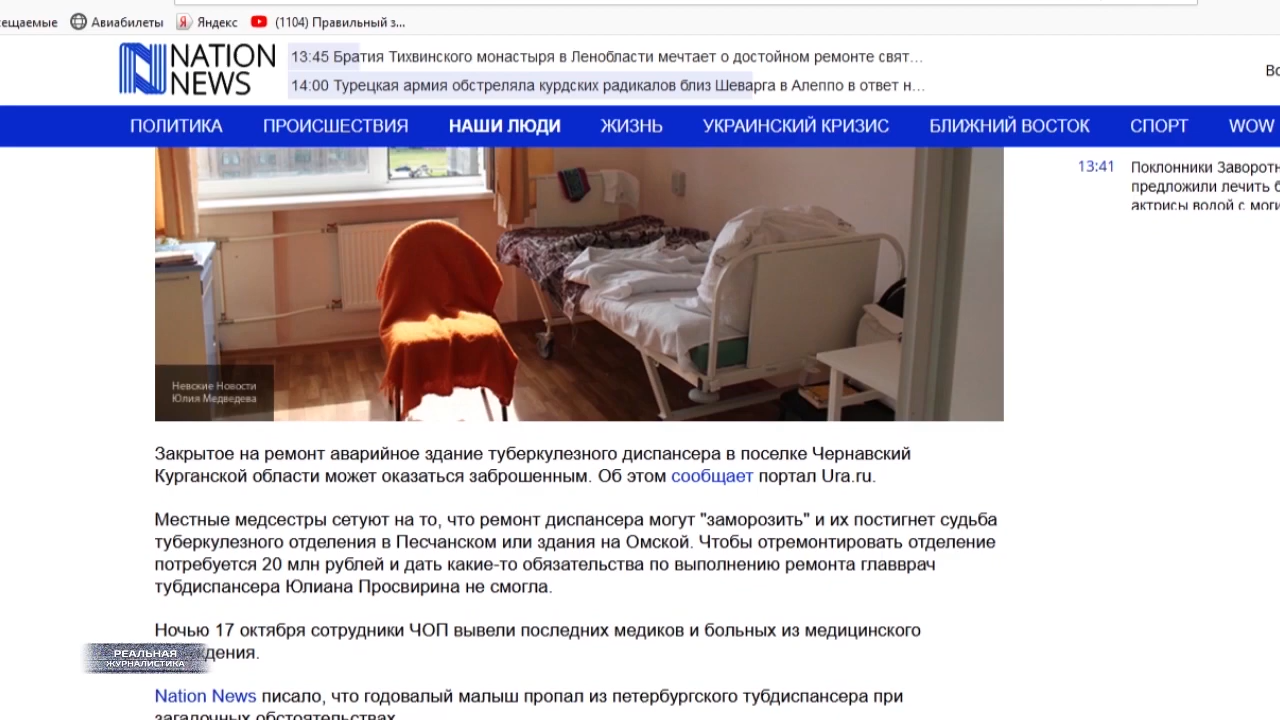 Авиабилеты
Яндекс
(1104) Правильный з...
NATION
NEWS
13:45 Братия Тихвинского монастыря в Ленобласти мечтает о достойном ремонте свят...
14:00 Турецкая армия обстреляла курдских радикалов близ Шеварга в Алеппо в ответ н...
ПОЛИТИКА ПРОИСШЕСТВИЯ НАШИ ЛЮДИ ЖИЗНЬ УКРАИНСКИЙ КРИЗИС БЛИЖНИЙ ВОСТОК СПОРТ WOW
13:41 Поклонники Заворотн
предложили лечить б
актрисы водой с моги
Невские Новости
Юлия Медведева
Закрытое на ремонт аварийное здание туберкулезного диспансера в поселке Чернавский
Курганской области может оказаться заброшенным. Об этом сообщает портал Ura.ru.
Местные медсестры сетуют на то, что ремонт диспансера могут "заморозить" и их постигнет судьба
туберкулезного отделения в Песчанском или здания на Омской. Чтобы отремонтировать отделение
потребуется 20 млн рублей и дать какие-то обязательства по выполнению ремонта главврач
тубдиспансера Юлиана Просвирина не смогла.
Ночью 17 октября сотрудники ЧОП вывели последних медиков и больных из медицинского
ждения.
РЕАЛЬНАЯ
ЖУРНАЛИСТИКА
Nation News писало, что годовалый малыш пропал из петербургского тубдиспансера при
загадочных обстоятельствах.